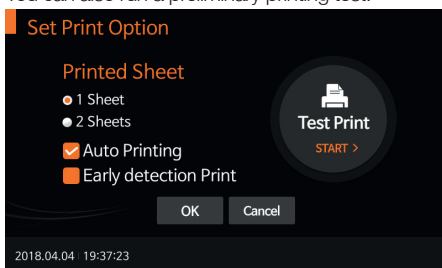 You can also run a preliminary printing test.
Set Print Option
Printed Sheet
1 Sheet
2 Sheets
Auto Printing
Early detection Print
Test Print
START >
OK
Cancel
2018.04.04 | 19:37:23